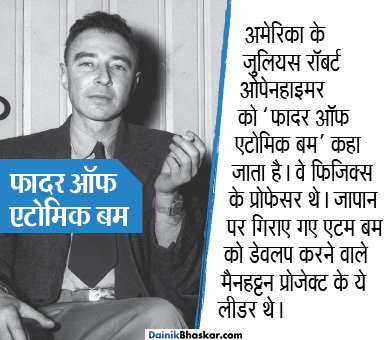 अमेरिका के
जुलियस रॉबर्ट
ओपेनहाइमर
को ‘फादर ऑफ
एटोमिक बम’ कहा
जाता है। वे फिजिक्स
के प्रोफेसर थे। जापान
पर गिराए गए एटम बम
को डेवलप करने वाले
मैनहट्टन प्रोजेक्ट के ये
लीडर थे।
फादर ऑफ
एटोमिक बम
DainikBhaskar.com